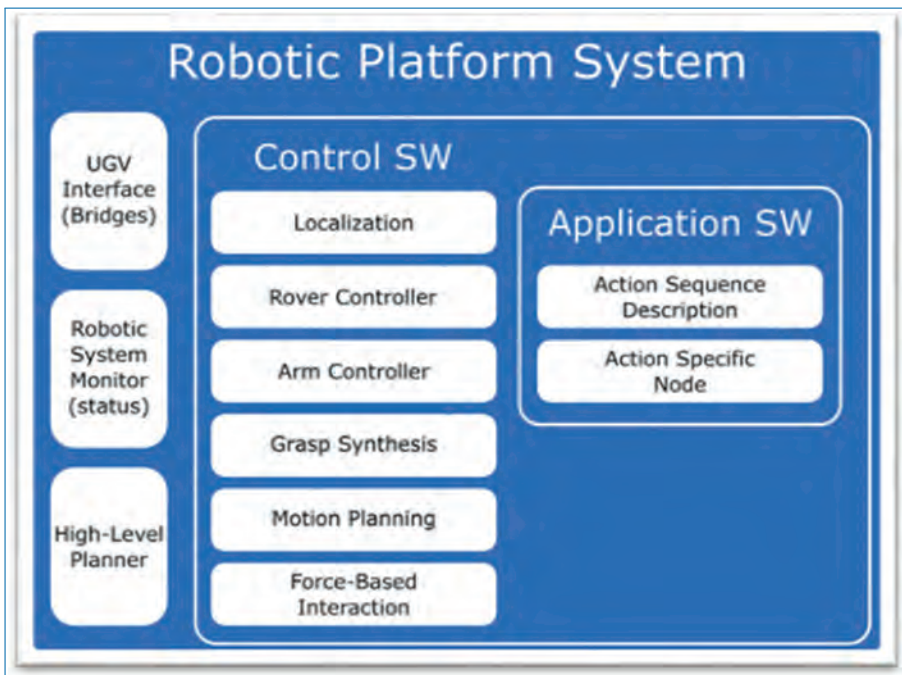 Robotic Platform System
UGV
Interface
(Bridges)
Robotic
System
Monitor
(status)
High-Level
Planner
Control SW
Localization
Rover Controller
Arm Controller
Grasp Synthesis
Motion Planning
Force-Based
Interaction
Application SW
Action Sequence
Description
Action Specific
Node